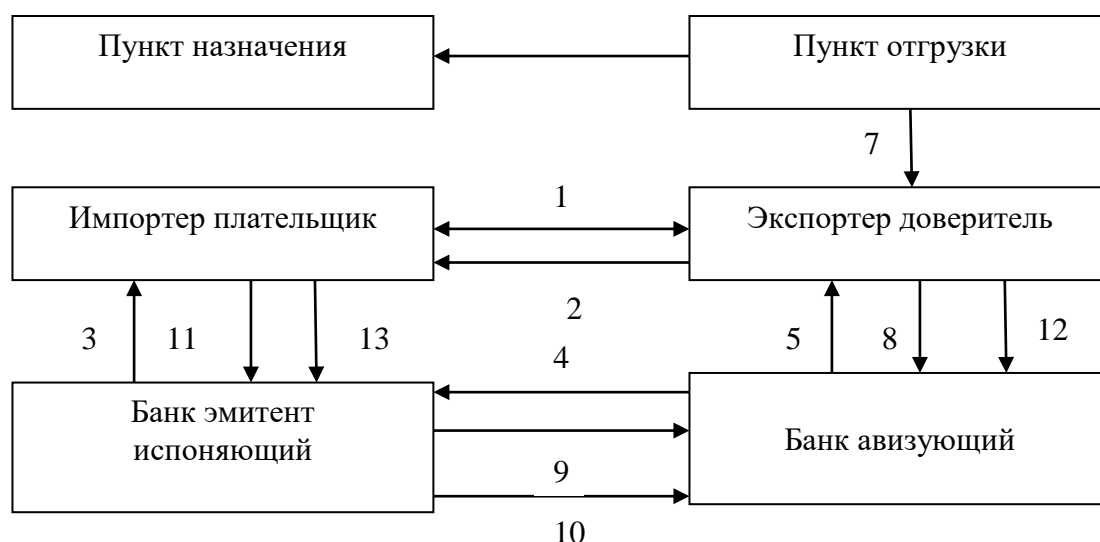 Пункт назначения
Пункт отгрузки
7
1
Импортер плательщик
Экспортер доверитель
2
3
11
13
5
8
12
4
Банк эмитент
испоняющий
Банк авизующий
9
10